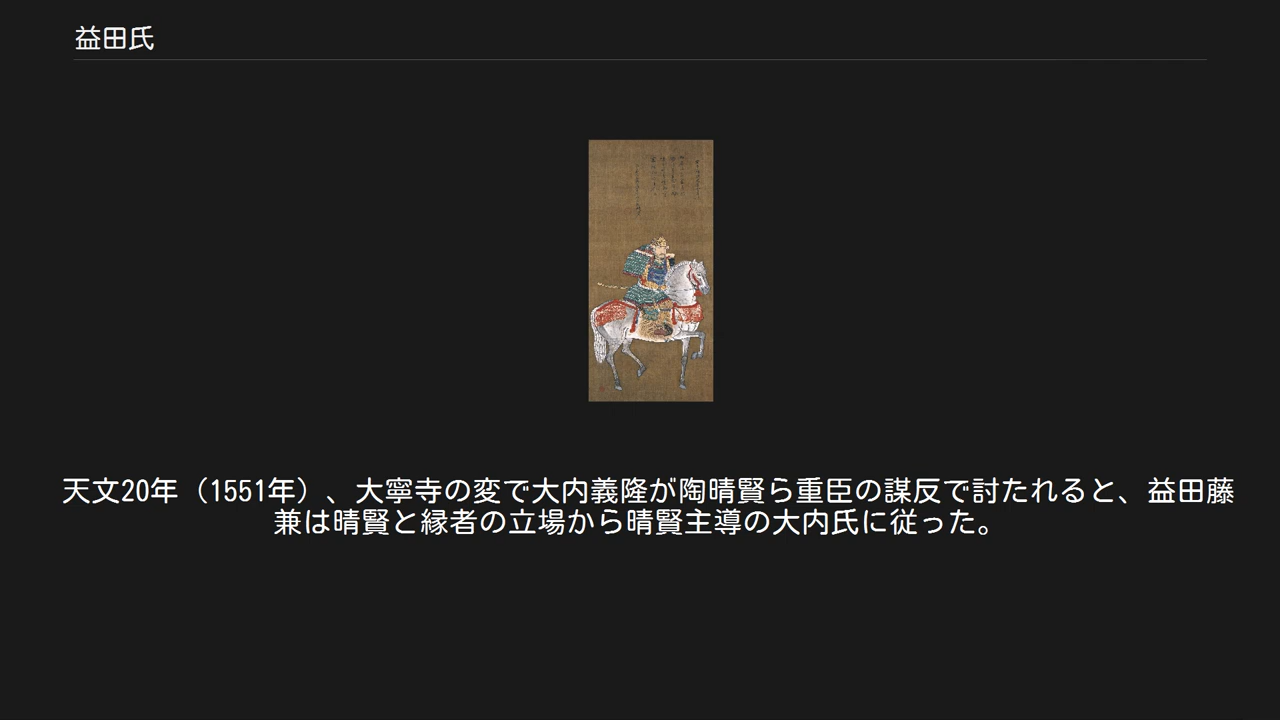 益田氏
天文20年（1551年）、大寧寺の変で大内義隆が陶晴賢ら重臣の謀反で討たれると、益田藤
兼は晴賢と縁者の立場から晴賢主導の大内氏に従った。